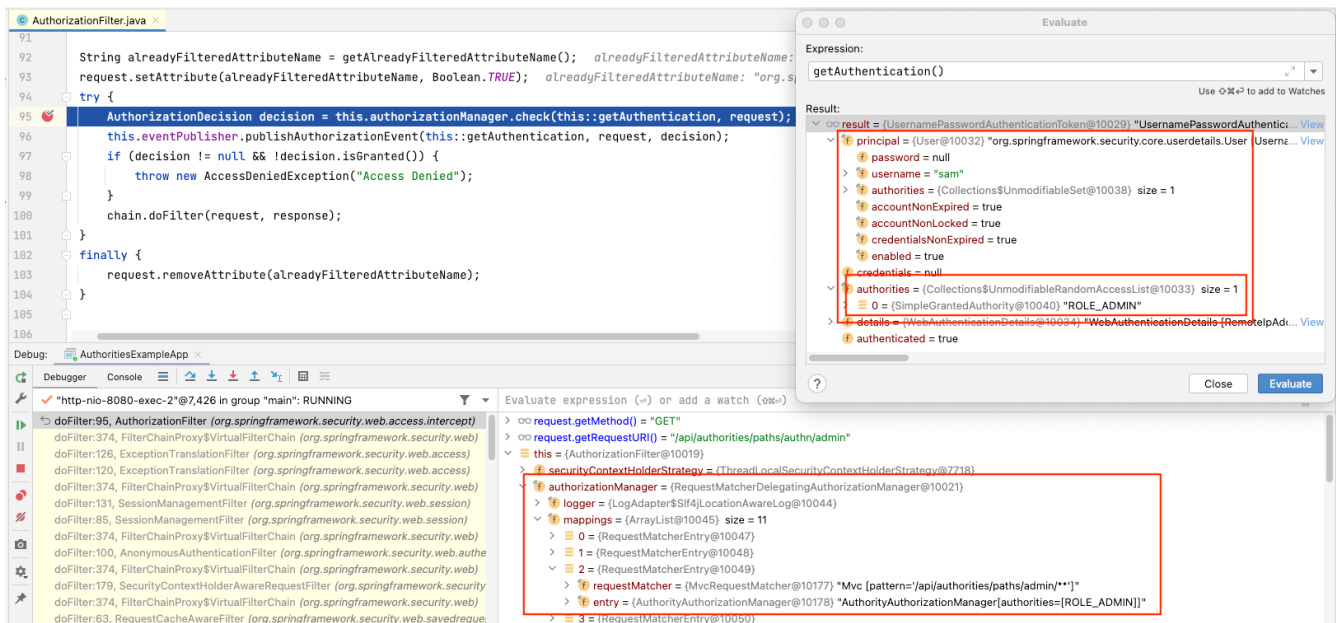 AuthorizationFilter.java
91
92 String alreadyFilteredAttributeName = getAlreadyFilteredAttributeName(); alreadyFilteredAttributeName:
93 request.setAttribute(alreadyFilteredAttributeName, Boolean.TRUE); alreadyFilteredAttributeName: "org.sp
94 try {
95 AuthorizationDecision decision = this.authorizationManager.check(this::getAuthentication, request);
96 this.eventPublisher.publishAuthorizationEvent(this::getAuthentication, request, decision);
97 if (decision != null && !decision.isGranted()) {
98 throw new AccessDeniedException("Access Denied");
99 }
100 chain.doFilter(request, response);
101 }
102 finally {
103 request.removeAttribute(alreadyFilteredAttributeName);
104 }
105
106
Evaluate
Expression:
getAuthentication()
Use ⇧⌘⏎ to add to Watches
Result:
result = {UsernamePasswordAuthenticationToken@10029} "UsernamePasswordAuthentica... View
principal = {User@10032} "org.springframework.security.core.userdetails.User [Userna... View
password = null
username = "sam"
authorities = {Collections$UnmodifiableSet@10038} size = 1
accountNonExpired = true
accountNonLocked = true
credentialsNonExpired = true
enabled = true
credentials = null
authorities = {Collections$UnmodifiableRandomAccessList@10033} size = 1
0 = {SimpleGrantedAuthority@10040} "ROLE_ADMIN"
details = {WebAuthenticationDetails@10034} "WebAuthenticationDetails [RemoteIpAd... View
authenticated = true
? Close Evaluate
Debug: AuthoritiesExampleApp
Debugger Console
"http-nio-8080-exec-2"@7,426 in group "main": RUNNING
doFilter:95, AuthorizationFilter (org.springframework.security.web.access.intercept)
doFilter:374, FilterChainProxy$VirtualFilterChain (org.springframework.security.web)
doFilter:126, ExceptionTranslationFilter (org.springframework.security.web.access)
doFilter:120, ExceptionTranslationFilter (org.springframework.security.web.access)
doFilter:374, FilterChainProxy$VirtualFilterChain (org.springframework.security.web)
doFilter:131, SessionManagementFilter (org.springframework.security.web.session)
doFilter:85, SessionManagementFilter (org.springframework.security.web.session)
doFilter:374, FilterChainProxy$VirtualFilterChain (org.springframework.security.web)
doFilter:100, AnonymousAuthenticationFilter (org.springframework.security.web.authe
doFilter:374, FilterChainProxy$VirtualFilterChain (org.springframework.security.web)
doFilter:179, SecurityContextHolderAwareRequestFilter (org.springframework.security
doFilter:374, FilterChainProxy$VirtualFilterChain (org.springframework.security.web)
doFilter:63, RequestCacheAwareFilter (org.springframework.security.web.savedreques
Evaluate expression (⏎) or add a watch (⇧⌘⏎)
request.getMethod() = "GET"
request.getRequestURI() = "/api/authorities/paths/authn/admin"
this = {AuthorizationFilter@10019}
securityContextHolderStrategy = {ThreadLocalSecurityContextHolderStrategy@7718}
authorizationManager = {RequestMatcherDelegatingAuthorizationManager@10021}
logger = {LogAdapter$Slf4jLocationAwareLog@10044}
mappings = {ArrayList@10045} size = 11
0 = {RequestMatcherEntry@10047}
1 = {RequestMatcherEntry@10048}
2 = {RequestMatcherEntry@10049}
requestMatcher = {MvcRequestMatcher@10177} "Mvc [pattern='/api/authorities/paths/admin/**']"
entry = {AuthorityAuthorizationManager@10178} "AuthorityAuthorizationManager[authorities=[ROLE_ADMIN]]"
3 = {RequestMatcherEntry@10050}